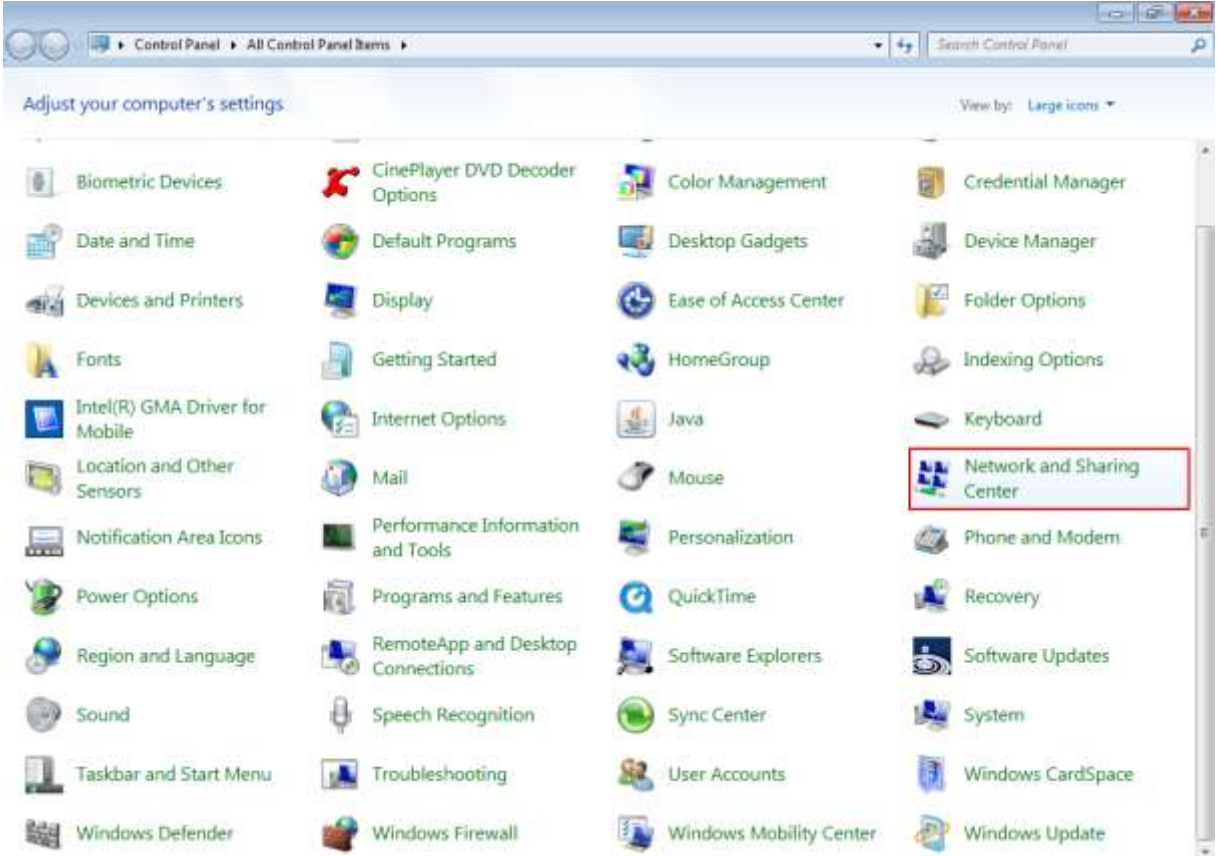 Control Panel All Control Panel Items
Search Control Panel
Adjust your computer's settings
View by: Large icons
Biometric Devices
CinePlayer DVD Decoder
Options
Color Management
Credential Manager
Date and Time
Default Programs
Desktop Gadgets
Device Manager
Devices and Printers
Display
Ease of Access Center
Folder Options
Fonts
Getting Started
HomeGroup
Indexing Options
Intel(R) GMA Driver for
Mobile
Internet Options
Java
Keyboard
Location and Other
Sensors
Mail
Mouse
Network and Sharing
Center
Notification Area Icons
Performance Information
and Tools
Personalization
Phone and Modem
Power Options
Programs and Features
QuickTime
Recovery
Region and Language
RemoteApp and Desktop
Connections
Software Explorers
Software Updates
Sound
Speech Recognition
Sync Center
System
Taskbar and Start Menu
Troubleshooting
User Accounts
Windows CardSpace
Windows Defender
Windows Firewall
Windows Mobility Center
Windows Update